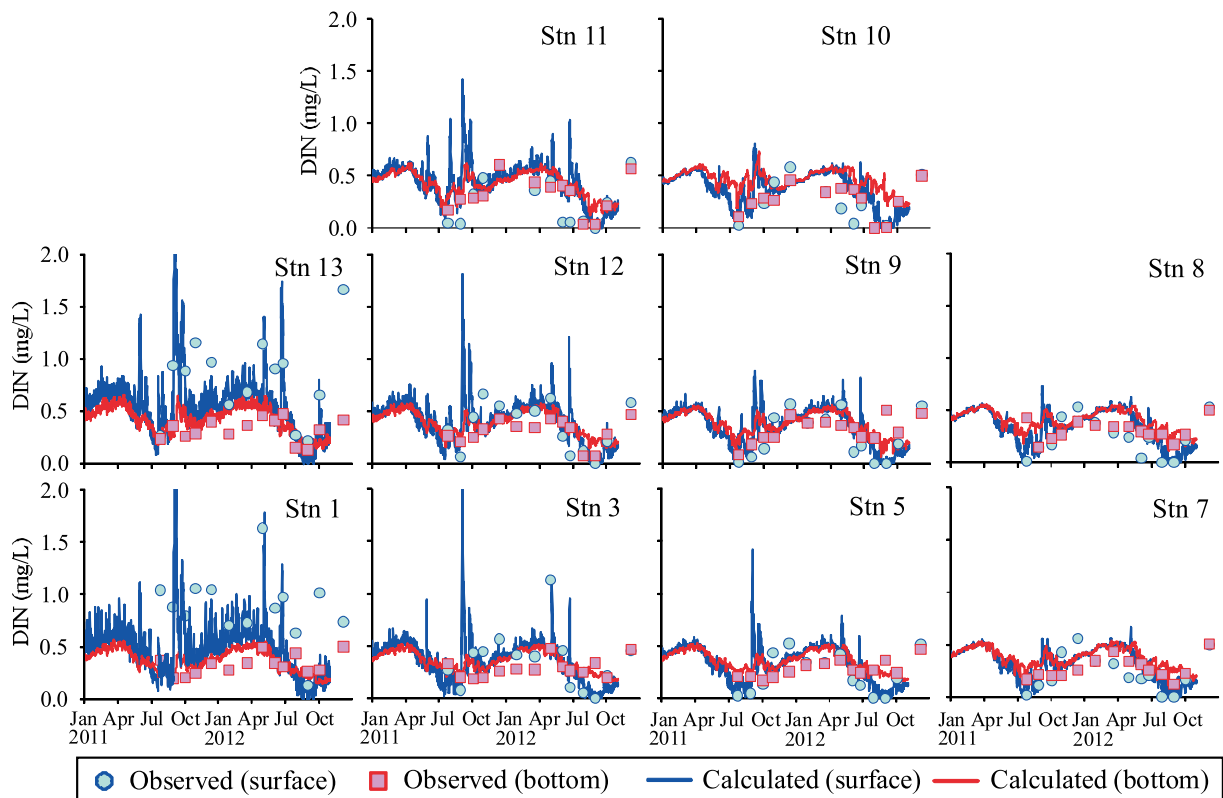 2.0
Stn 11
Stn 10
1.5
DIN (mg/L)
1.0
0.5
0.0
2.0
Stn 13
Stn 12
Stn 9
Stn 8
1.5
DIN (mg/L)
1.0
0.5
0.0
2.0
Stn 1
Stn 3
Stn 5
Stn 7
1.5
DIN (mg/L)
1.0
0.5
0.0
Jan Apr Jul Oct Jan Apr Jul Oct
2011 2012
Jan Apr Jul Oct Jan Apr Jul Oct
2011 2012
Jan Apr Jul Oct Jan Apr Jul Oct
2011 2012
Jan Apr Jul Oct Jan Apr Jul Oct
2011 2012
Observed (surface) Observed (bottom) Calculated (surface) Calculated (bottom)